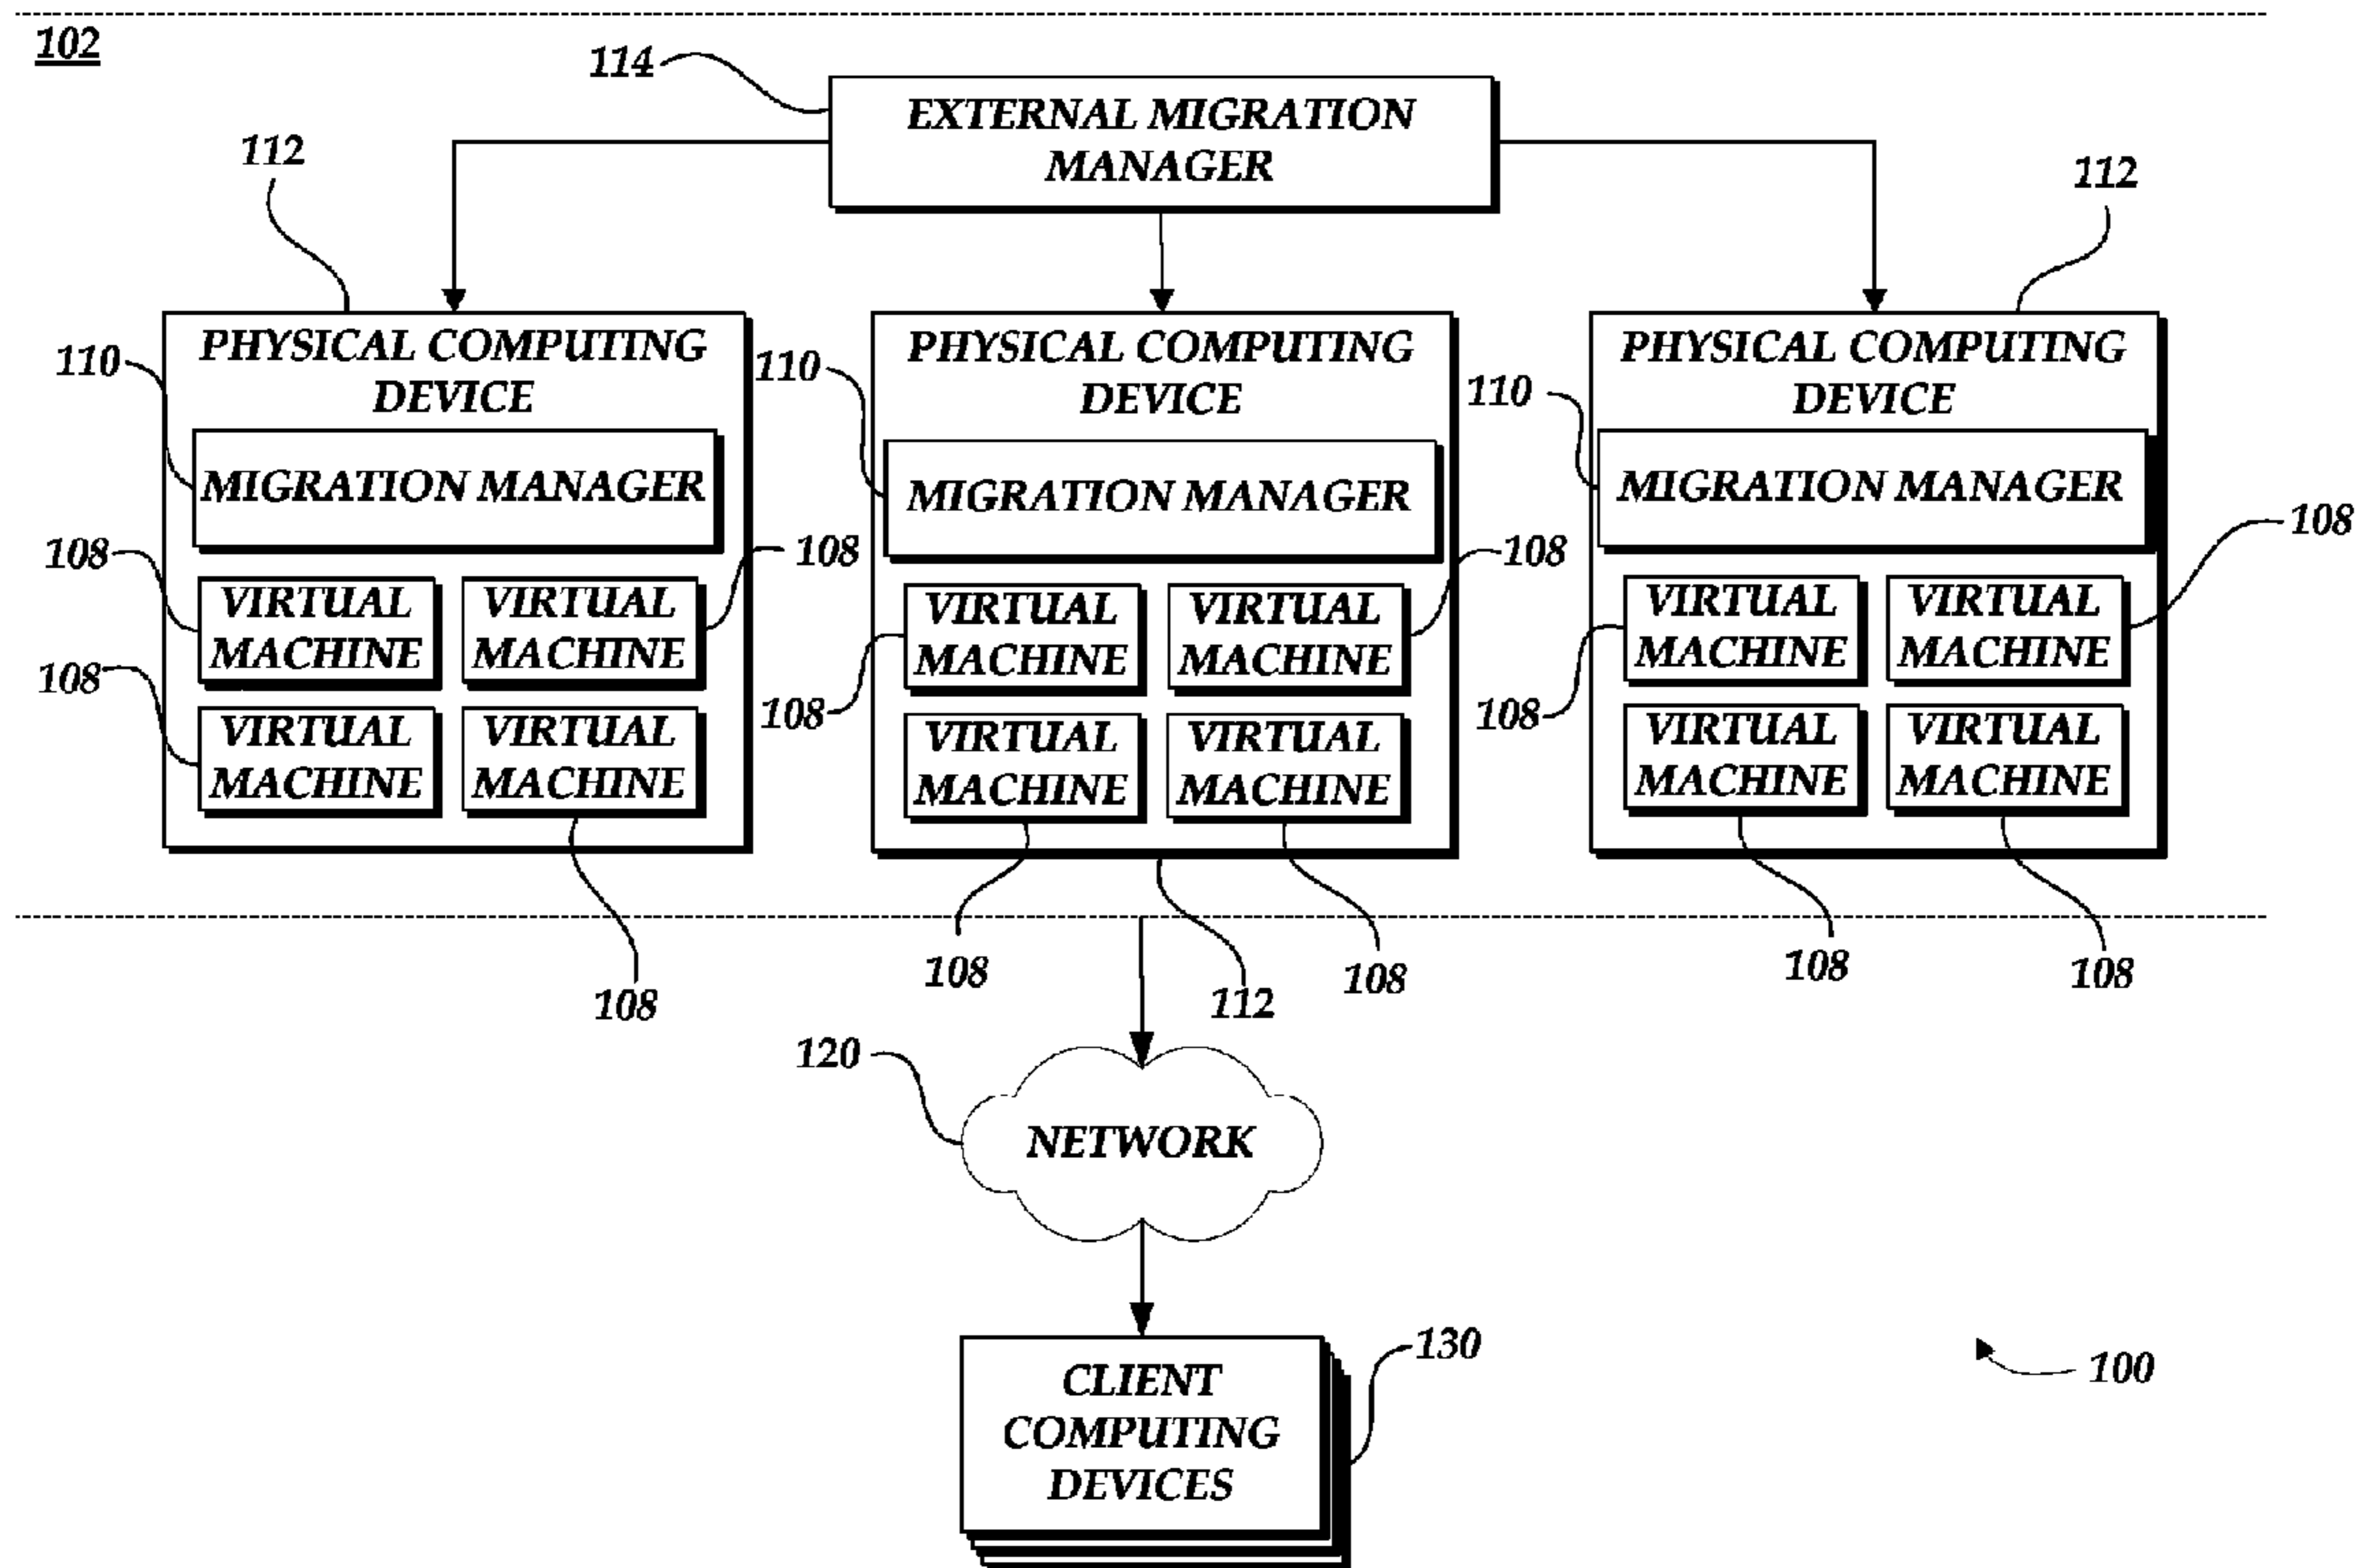 102
114
EXTERNAL MIGRATION
MANAGER
112
112
PHYSICAL COMPUTING
DEVICE
110
MIGRATION MANAGER
108
108
VIRTUAL
MACHINE
VIRTUAL
MACHINE
108
VIRTUAL
MACHINE
VIRTUAL
MACHINE
108
PHYSICAL COMPUTING
DEVICE
110
MIGRATION MANAGER
108
VIRTUAL
MACHINE
VIRTUAL
MACHINE
108
VIRTUAL
MACHINE
VIRTUAL
MACHINE
108
112
108
PHYSICAL COMPUTING
DEVICE
110
MIGRATION MANAGER
108
VIRTUAL
MACHINE
VIRTUAL
MACHINE
108
VIRTUAL
MACHINE
VIRTUAL
MACHINE
108
108
120
NETWORK
CLIENT
COMPUTING
DEVICES
130
100